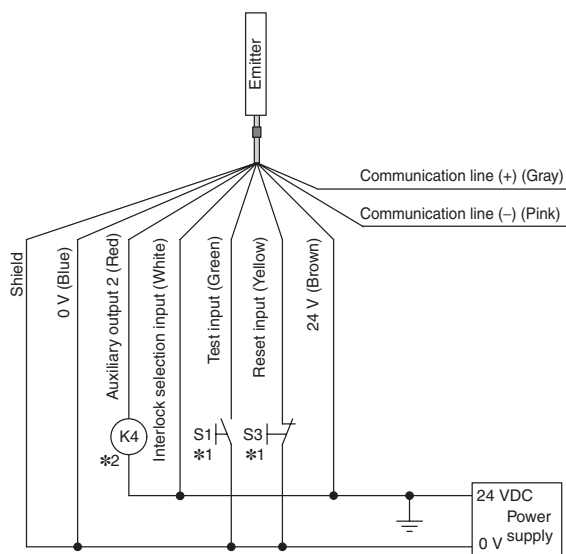 Emitter
Communication line (+) (Gray)
Communication line (−) (Pink)
Shield
0 V (Blue)
Auxiliary output 2 (Red)
Interlock selection input (White)
Test input (Green)
Reset input (Yellow)
24 V (Brown)
K4
*2
S1
*1
S3
*1
24 VDC
Power
supply
0 V